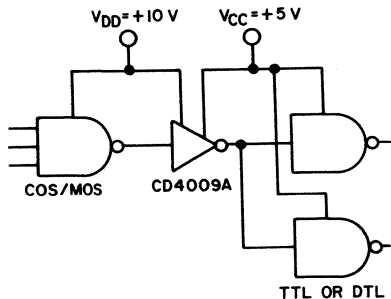 VDD=+10 V
VCC=+5 V
COS/MOS
CD4009A
TTL OR DTL